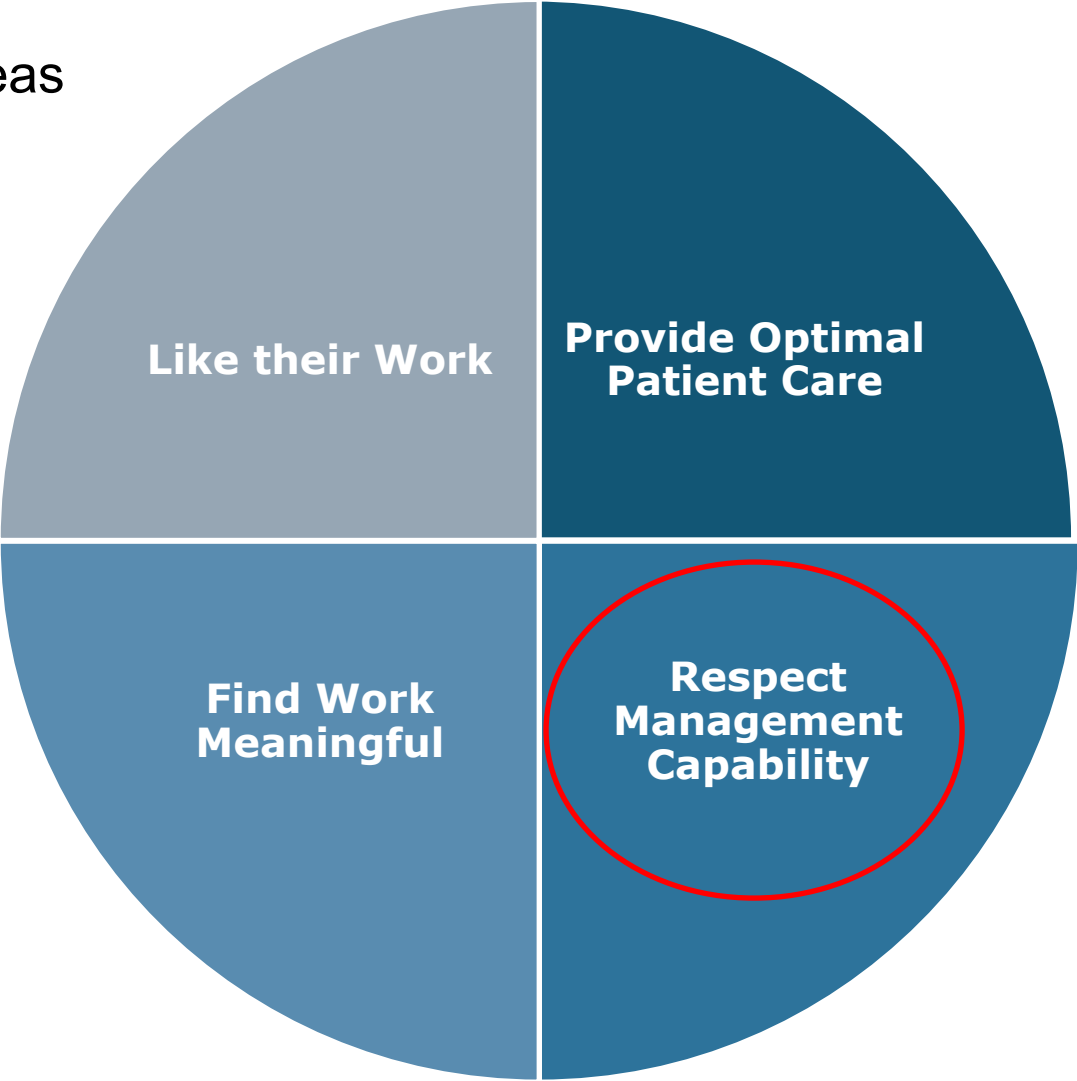 eas
Like their Work
Provide Optimal
Patient Care
Find Work
Meaningful
Respect
Management
Capability